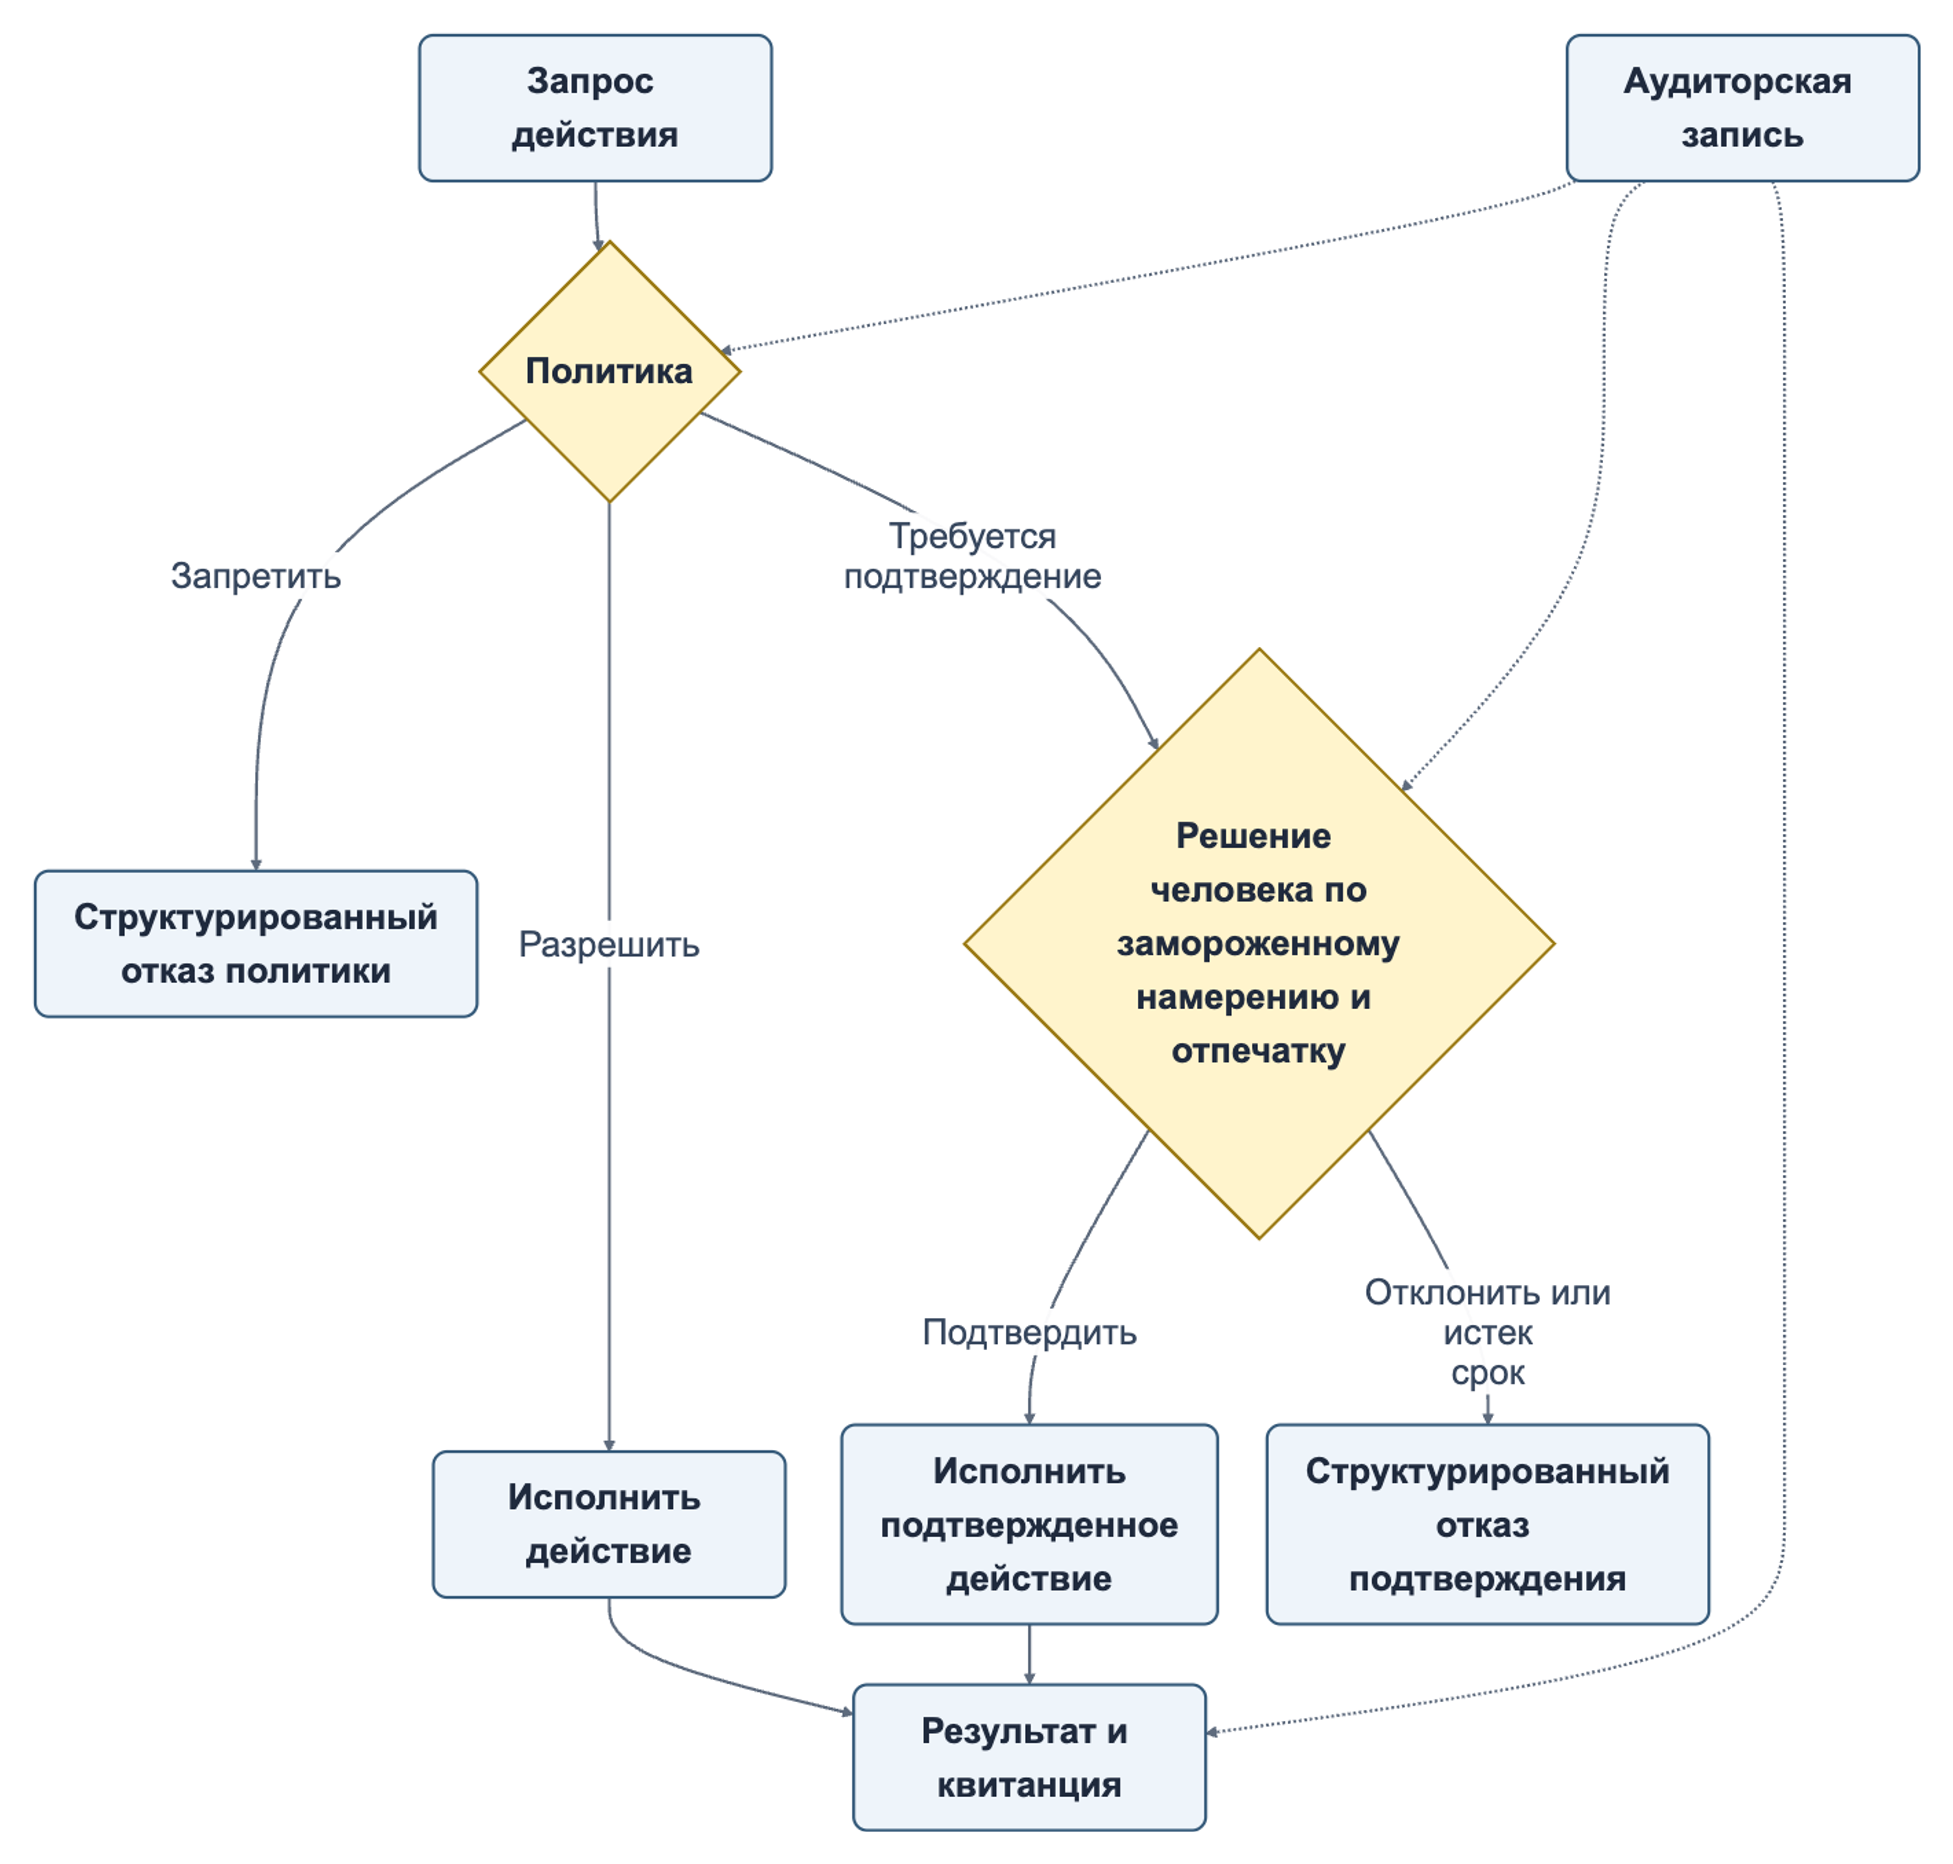 Запрос
действия
Аудиторская
запись
Политика
Запретить
Требуется
подтверждение
Разрешить
Структурированный
отказ политики
Решение
человека по
замороженному
намерению и
отпечатку
Подтвердить
Отклонить или
истек
срок
Исполнить
действие
Исполнить
подтвержденное
действие
Структурированный
отказ
подтверждения
Результат и
квитанция